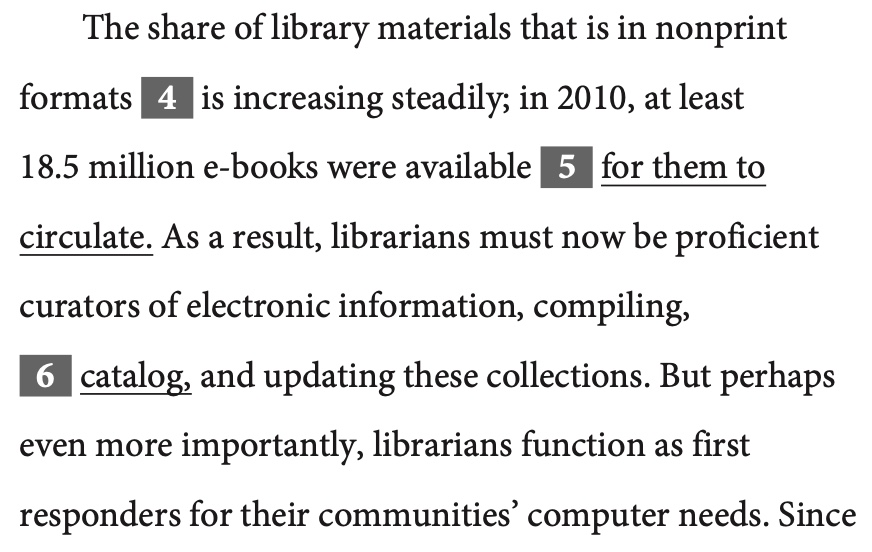 The share of library materials that is in nonprint
formats 4 is increasing steadily; in 2010, at least
18.5 million e-books were available 5 for them to
circulate. As a result, librarians must now be proficient
curators of electronic information, compiling,
6 catalog, and updating these collections. But perhaps
even more importantly, librarians function as first
responders for their communities’ computer needs. Since